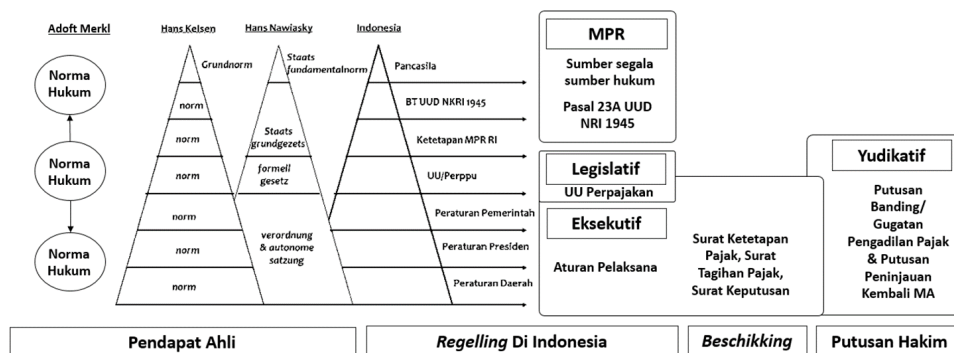 Adoft Merkl
Norma
Hukum
Norma
Hukum
Norma
Hukum
Hans Kelsen
Grundnorm
norm
norm
norm
norm
norm
norm
Hans Nawiasky
Staats
fundamentalnorm
Staats
grundgezets
formell
gesetz
verordnung
& autonome
satzung
Indonesia
Pancasila
BT UUD NKRI 1945
Ketetapan MPR RI
UU/Perppu
Peraturan Pemerintah
Peraturan Presiden
Peraturan Daerah
MPR
Sumber segala
sumber hukum
Pasal 23A UUD
NRI 1945
Legislatif
UU Perpajakan
Eksekutif
Aturan Pelaksana
Surat Ketetapan
Pajak, Surat
Tagihan Pajak,
Surat Keputusan
Yudikatif
Putusan
Banding/
Gugatan
Pengadilan Pajak
& Putusan
Peninjauan
Kembali MA
Pendapat Ahli
Regelling Di Indonesia
Beschikking
Putusan Hakim